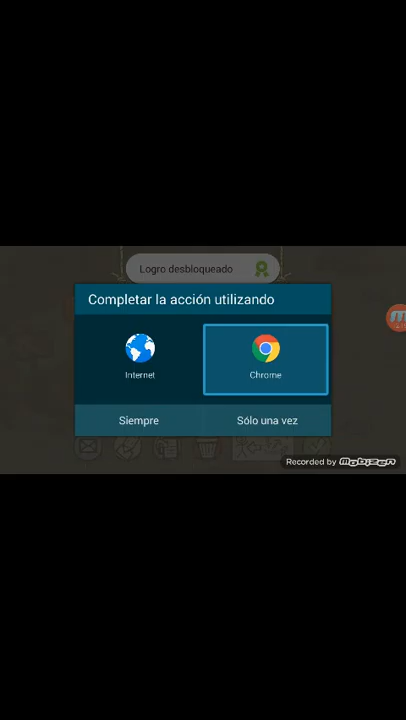 Logro desbloqueado
Completar la acción utilizando
Internet
Chrome
Siempre
Sólo una vez
Recorded by mobizen